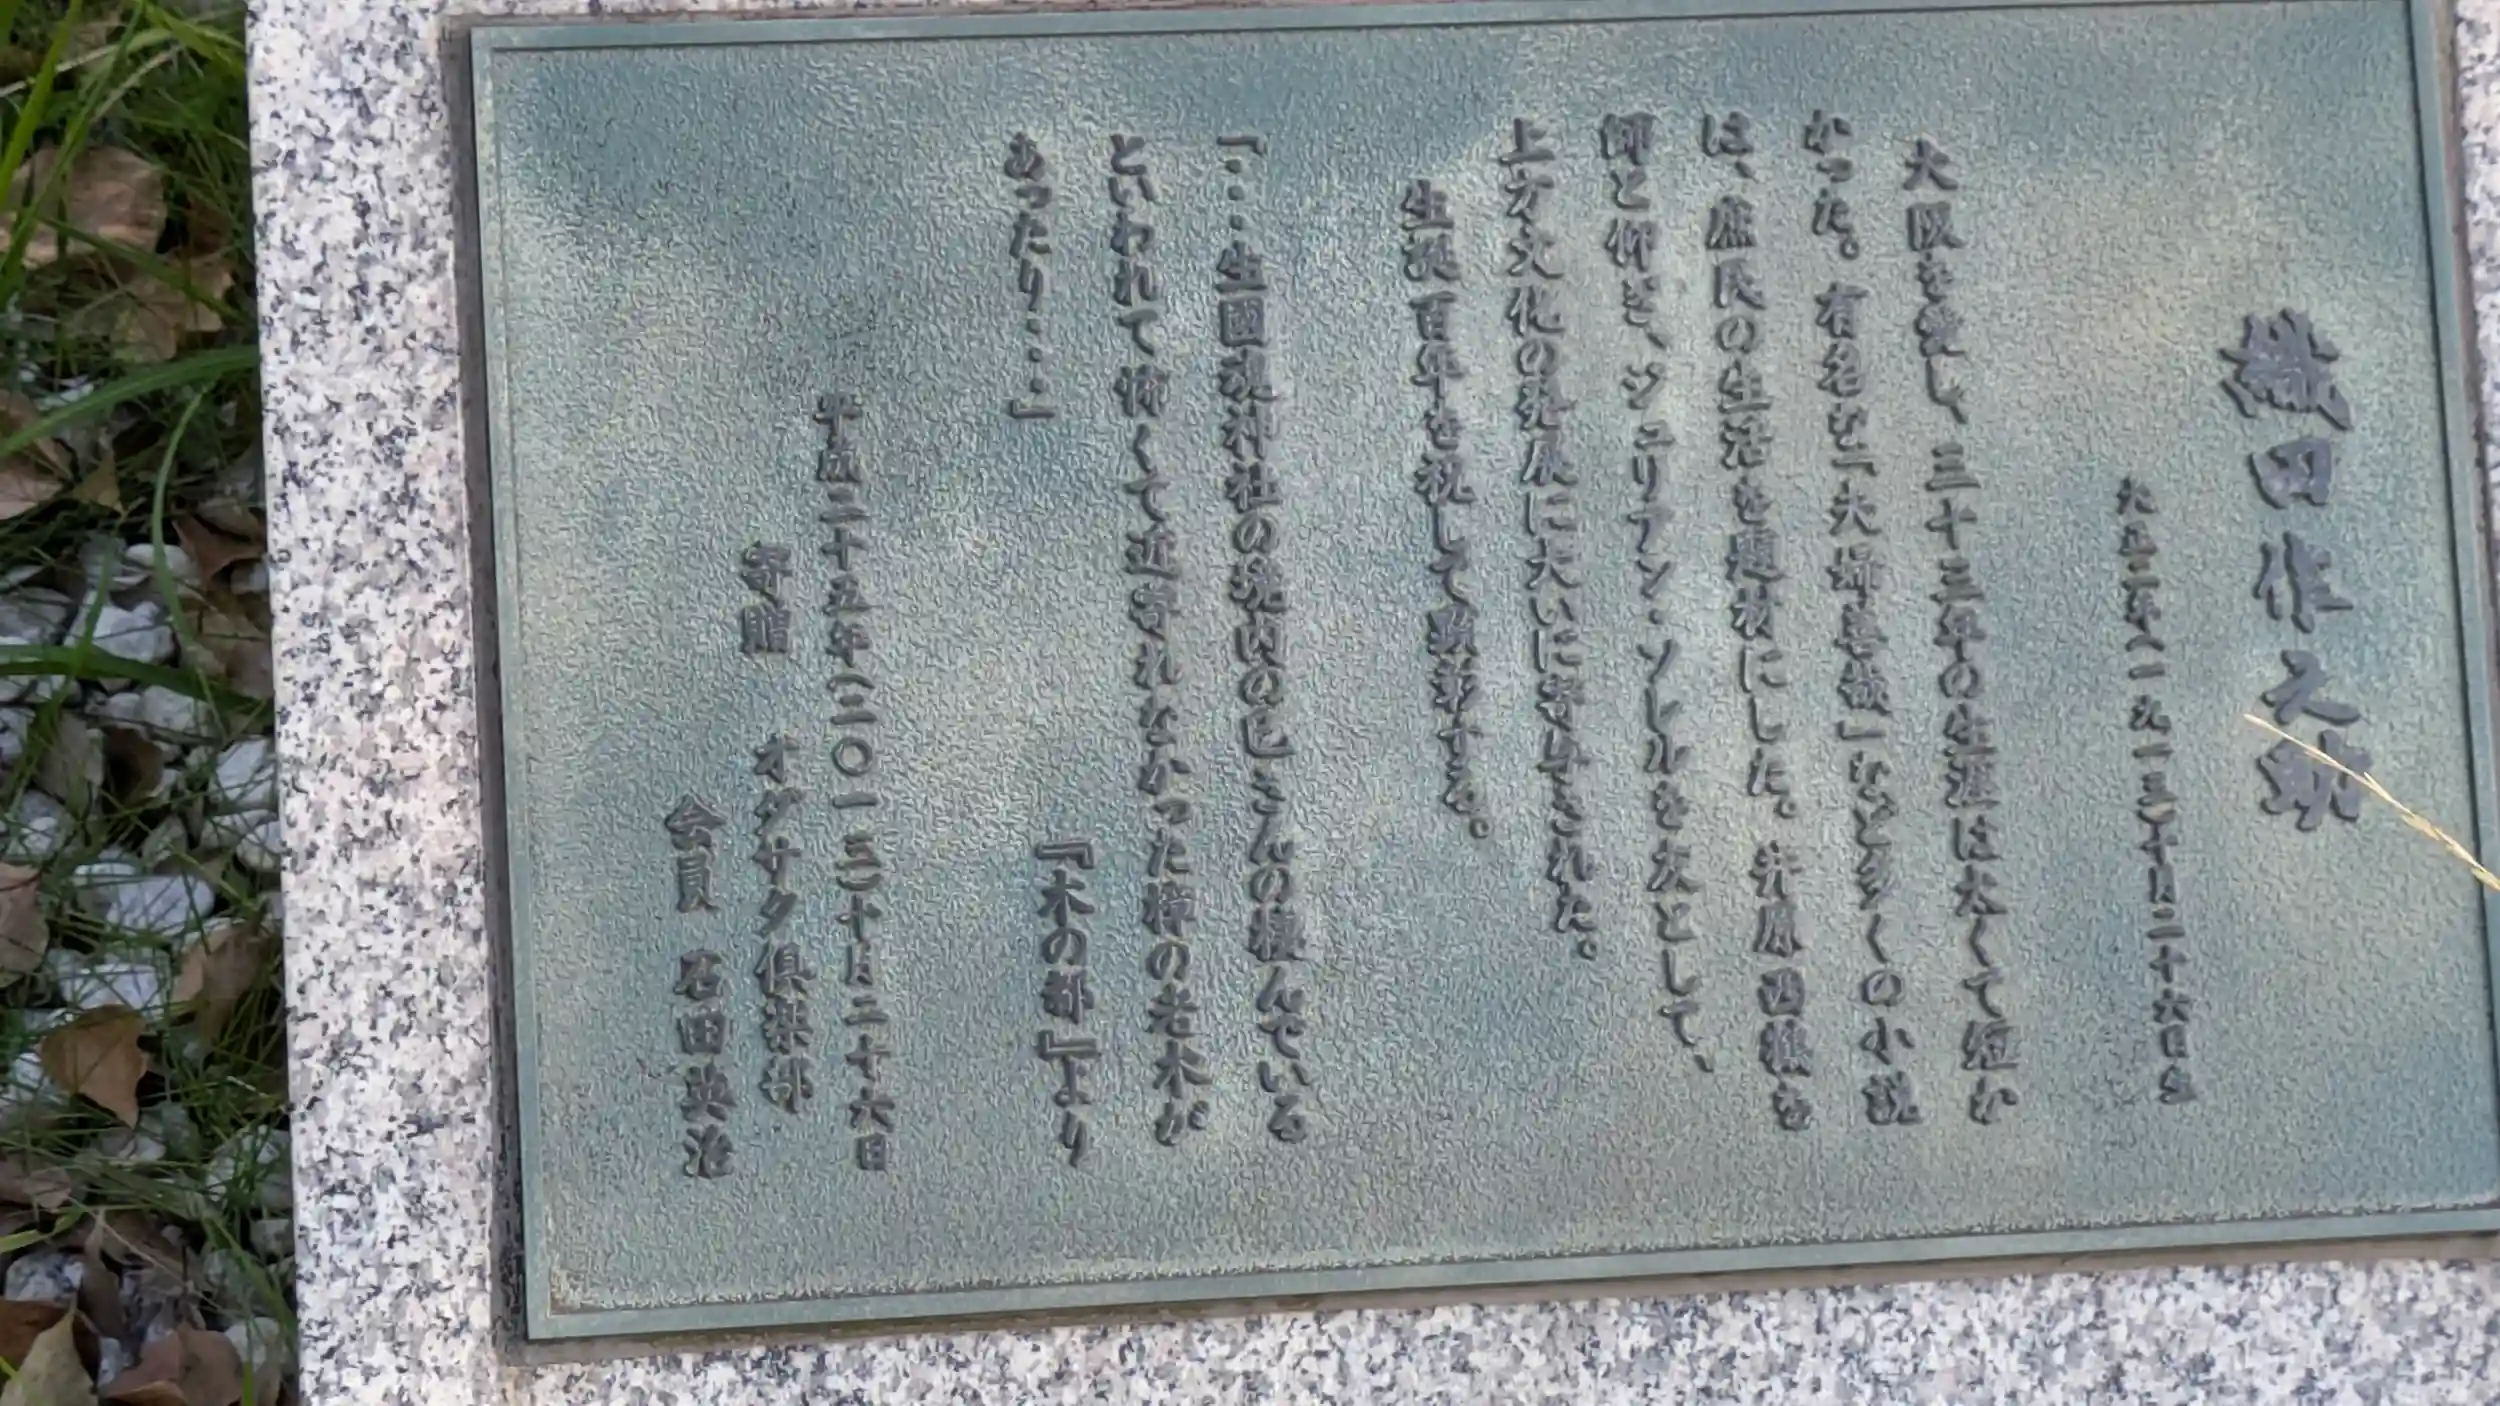 織田作之助
大正二年(一九一三)十月二十六日生
大阪を愛し、三十三年の生涯は太くて短か
かった。有名な「夫婦善哉」など多くの小説
は、庶民の生活を題材にした。井原西鶴を
師と仰ぎ、ジュリアン・ソレルを友として、
上方文化の発展に大いに寄与された。
生誕百年を祝して顕彰する。
「・・・生國魂神社の境内の巳さんの棲んでいる
といわれて怖くて近寄れなかった樟の老木が
あったり・・・」
『木の都』より
平成二十五年(二〇一三)十月二十六日
寄贈 オダサク倶楽部
会員 石田英治